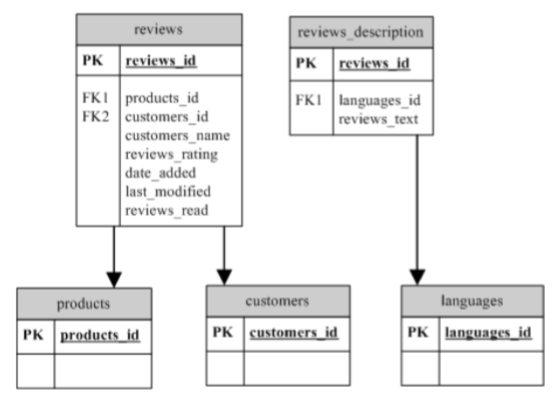 reviews
PK reviews_id
FK1 products_id
FK2 customers_id
customers_name
reviews_rating
date_added
last_modified
reviews_read
reviews_description
PK reviews_id
FK1 languages_id
reviews_text
products
PK products_id
customers
PK customers_id
languages
PK languages_id